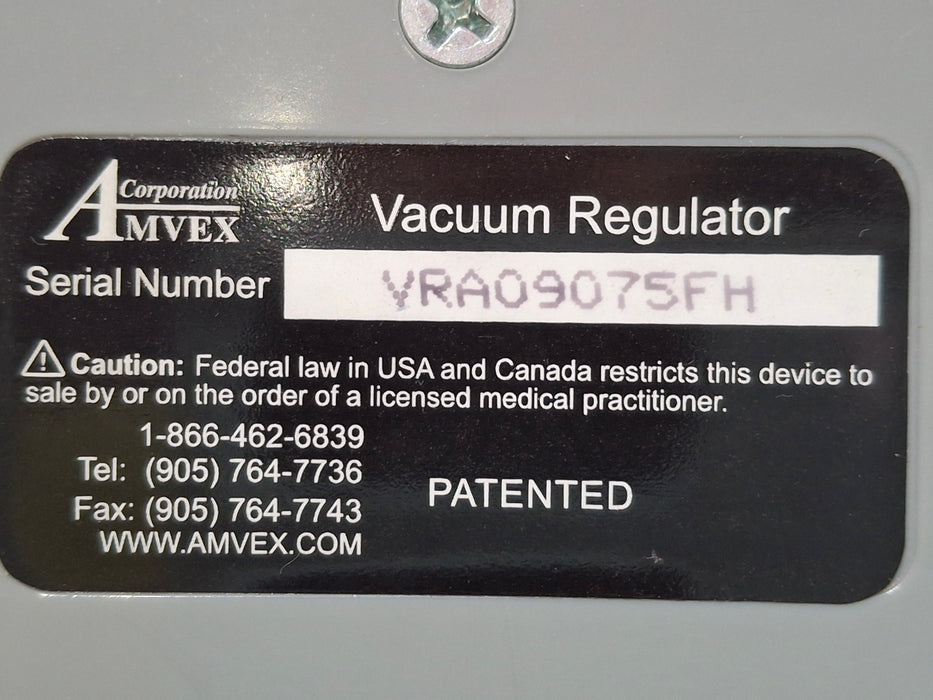 Corporation
AMVEX
Vacuum Regulator
Serial Number VRA09075FH
Caution: Federal law in USA and Canada restricts this device to
sale by or on the order of a licensed medical practitioner.
1-866-462-6839
Tel: (905) 764-7736
Fax: (905) 764-7743
WWW.AMVEX.COM
PATENTED